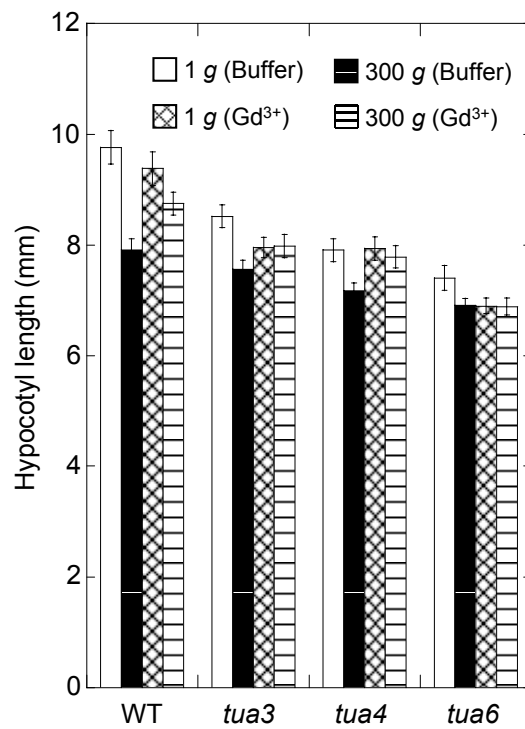 12
1 g (Buffer) 300 g (Buffer)
1 g (Gd³⁺) 300 g (Gd³⁺)
10
8
6
4
2
0
Hypocotyl length (mm)
WT tua3 tua4 tua6